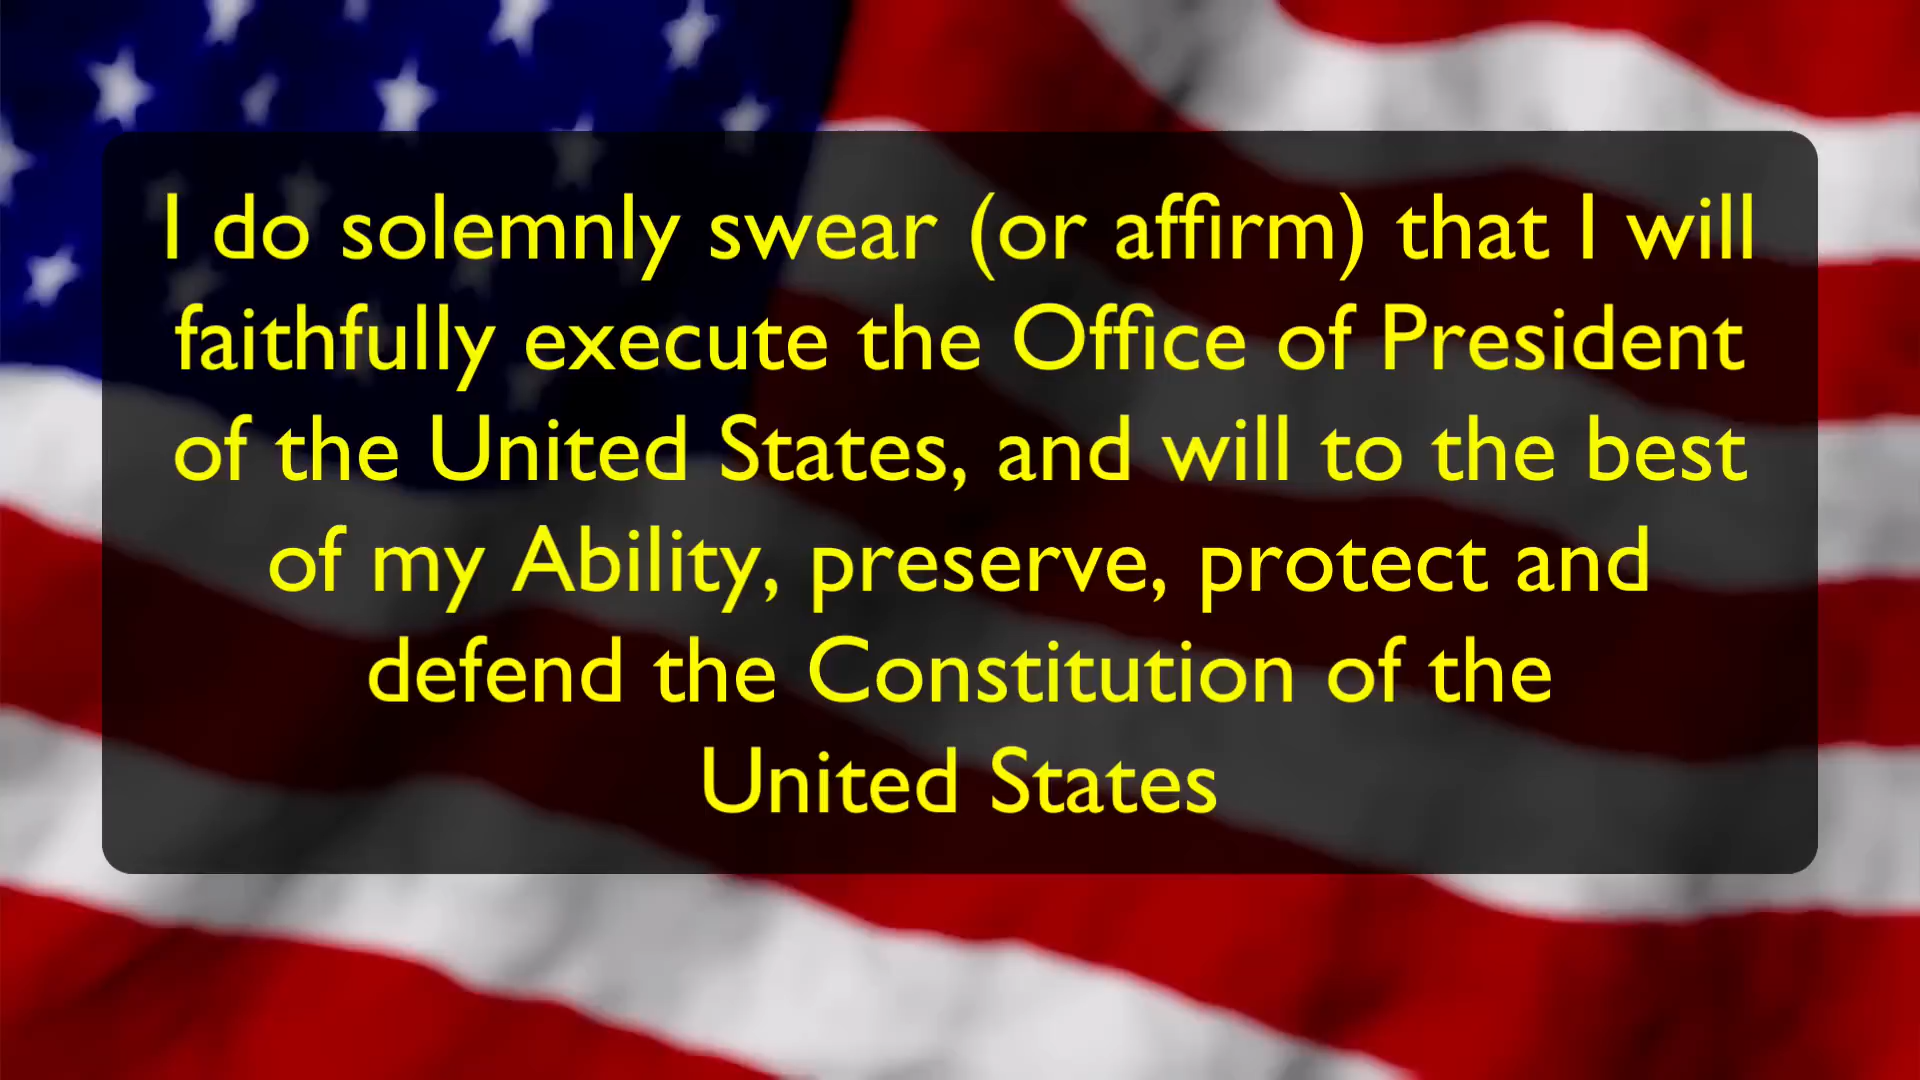 I do solemnly swear (or affirm) that I will
faithfully execute the Office of President
of the United States, and will to the best
of my Ability, preserve, protect and
defend the Constitution of the
United States